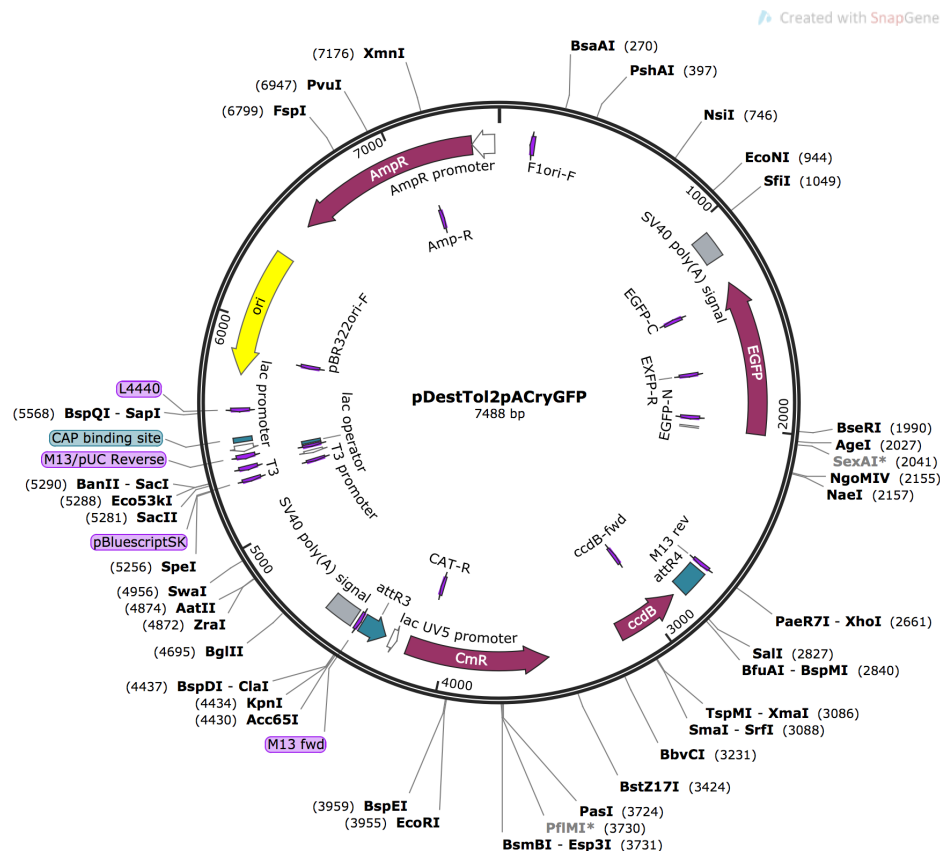 Created with SnapGene
(7176) XmnI
(6947) PvuI
(6799) FspI
BsaAI (270)
PshAI (397)
NsiI (746)
EcoNI (944)
SfiI (1049)
7000
AmpR
AmpR promoter
F1ori-F
Amp-R
1000
SV40 poly(A) signal
EGFP-C
EGFP
EXFP-R
EGFP-N
6000
ori
pBR322ori-F
pDestTol2pACryGFP
7488 bp
2000
L4440
(5568) BspQI - SapI
CAP binding site
M13/pUC Reverse
lac promoter
lac operator
T3
T3 promoter
(5290) BanII - SacI
(5288) Eco53kI
(5281) SacII
pBluescriptSK
(5256) SpeI
(4956) SwaI
(4874) AatII
(4872) ZraI
(4695) BglII
(4437) BspDI - ClaI
(4434) KpnI
(4430) Acc65I
M13 fwd
(3959) BspEI
(3955) EcoRI
BseRI (1990)
AgeI (2027)
SexAI* (2041)
NgoMIV (2155)
NaeI (2157)
5000
SV40 poly(A) signal
attR3
lac UV5 promoter
CAT-R
CmR
4000
ccdB-fwd
M13 rev
attR4
ccdB
3000
PaeR7I - XhoI (2661)
SalI (2827)
BfuAI - BspMI (2840)
TspMI - XmaI (3086)
SmaI - SrfI (3088)
BbvCI (3231)
BstZ17I (3424)
PasI (3724)
PflMI* (3730)
BsmBI - Esp3I (3731)